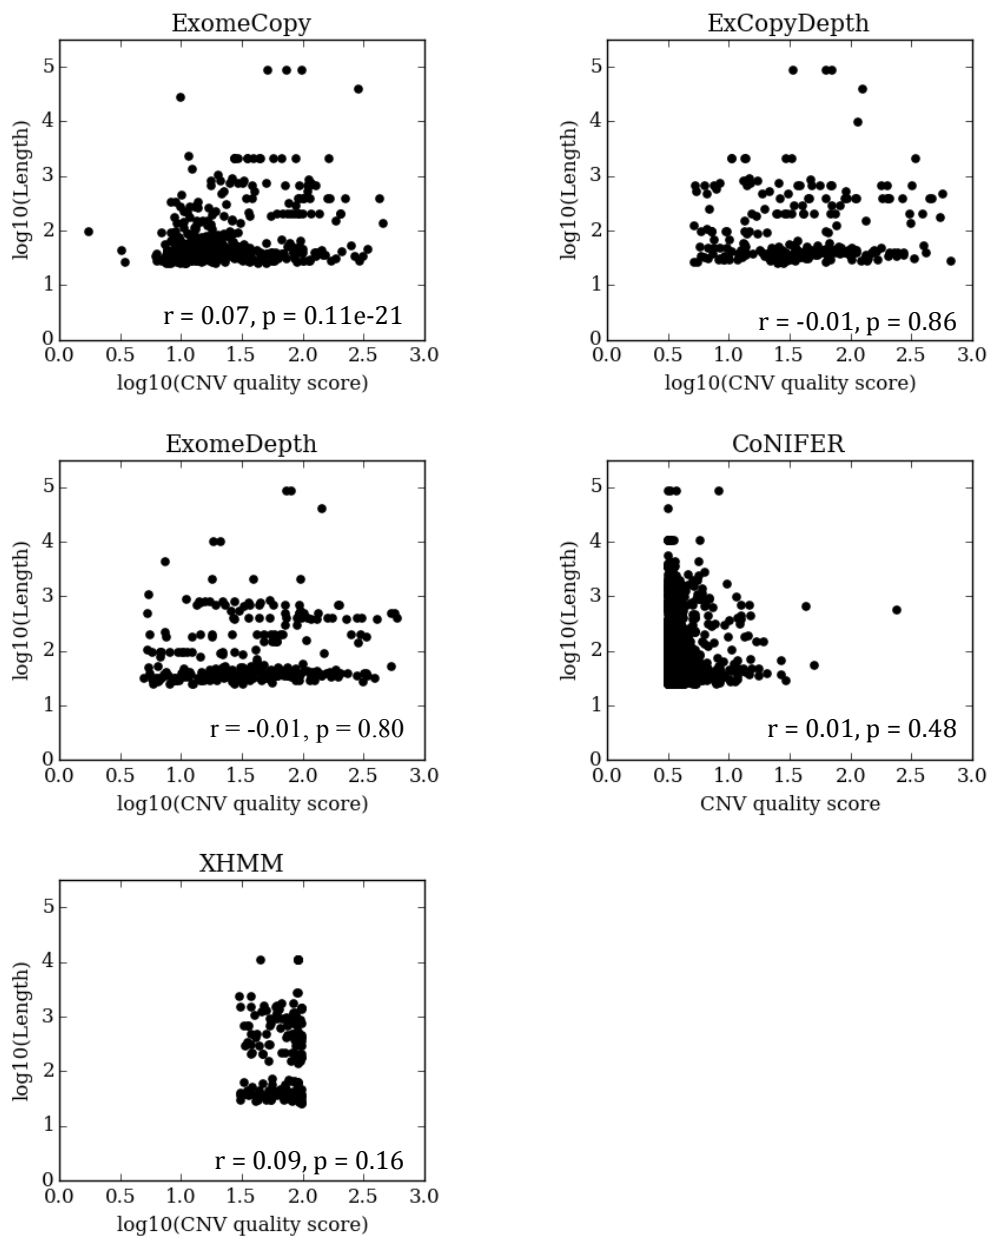 ExomeCopy
5
4
3
2
1
0
log10(Length)
r = 0.07, p = 0.11e-21
0.0 0.5 1.0 1.5 2.0 2.5 3.0
log10(CNV quality score)
ExCopyDepth
5
4
3
2
1
0
log10(Length)
r = -0.01, p = 0.86
0.0 0.5 1.0 1.5 2.0 2.5 3.0
log10(CNV quality score)
ExomeDepth
5
4
3
2
1
0
log10(Length)
r = -0.01, p = 0.80
0.0 0.5 1.0 1.5 2.0 2.5 3.0
log10(CNV quality score)
CoNIFER
5
4
3
2
1
0
log10(Length)
r = 0.01, p = 0.48
0.0 0.5 1.0 1.5 2.0 2.5 3.0
CNV quality score
XHMM
5
4
3
2
1
0
log10(Length)
r = 0.09, p = 0.16
0.0 0.5 1.0 1.5 2.0 2.5 3.0
log10(CNV quality score)